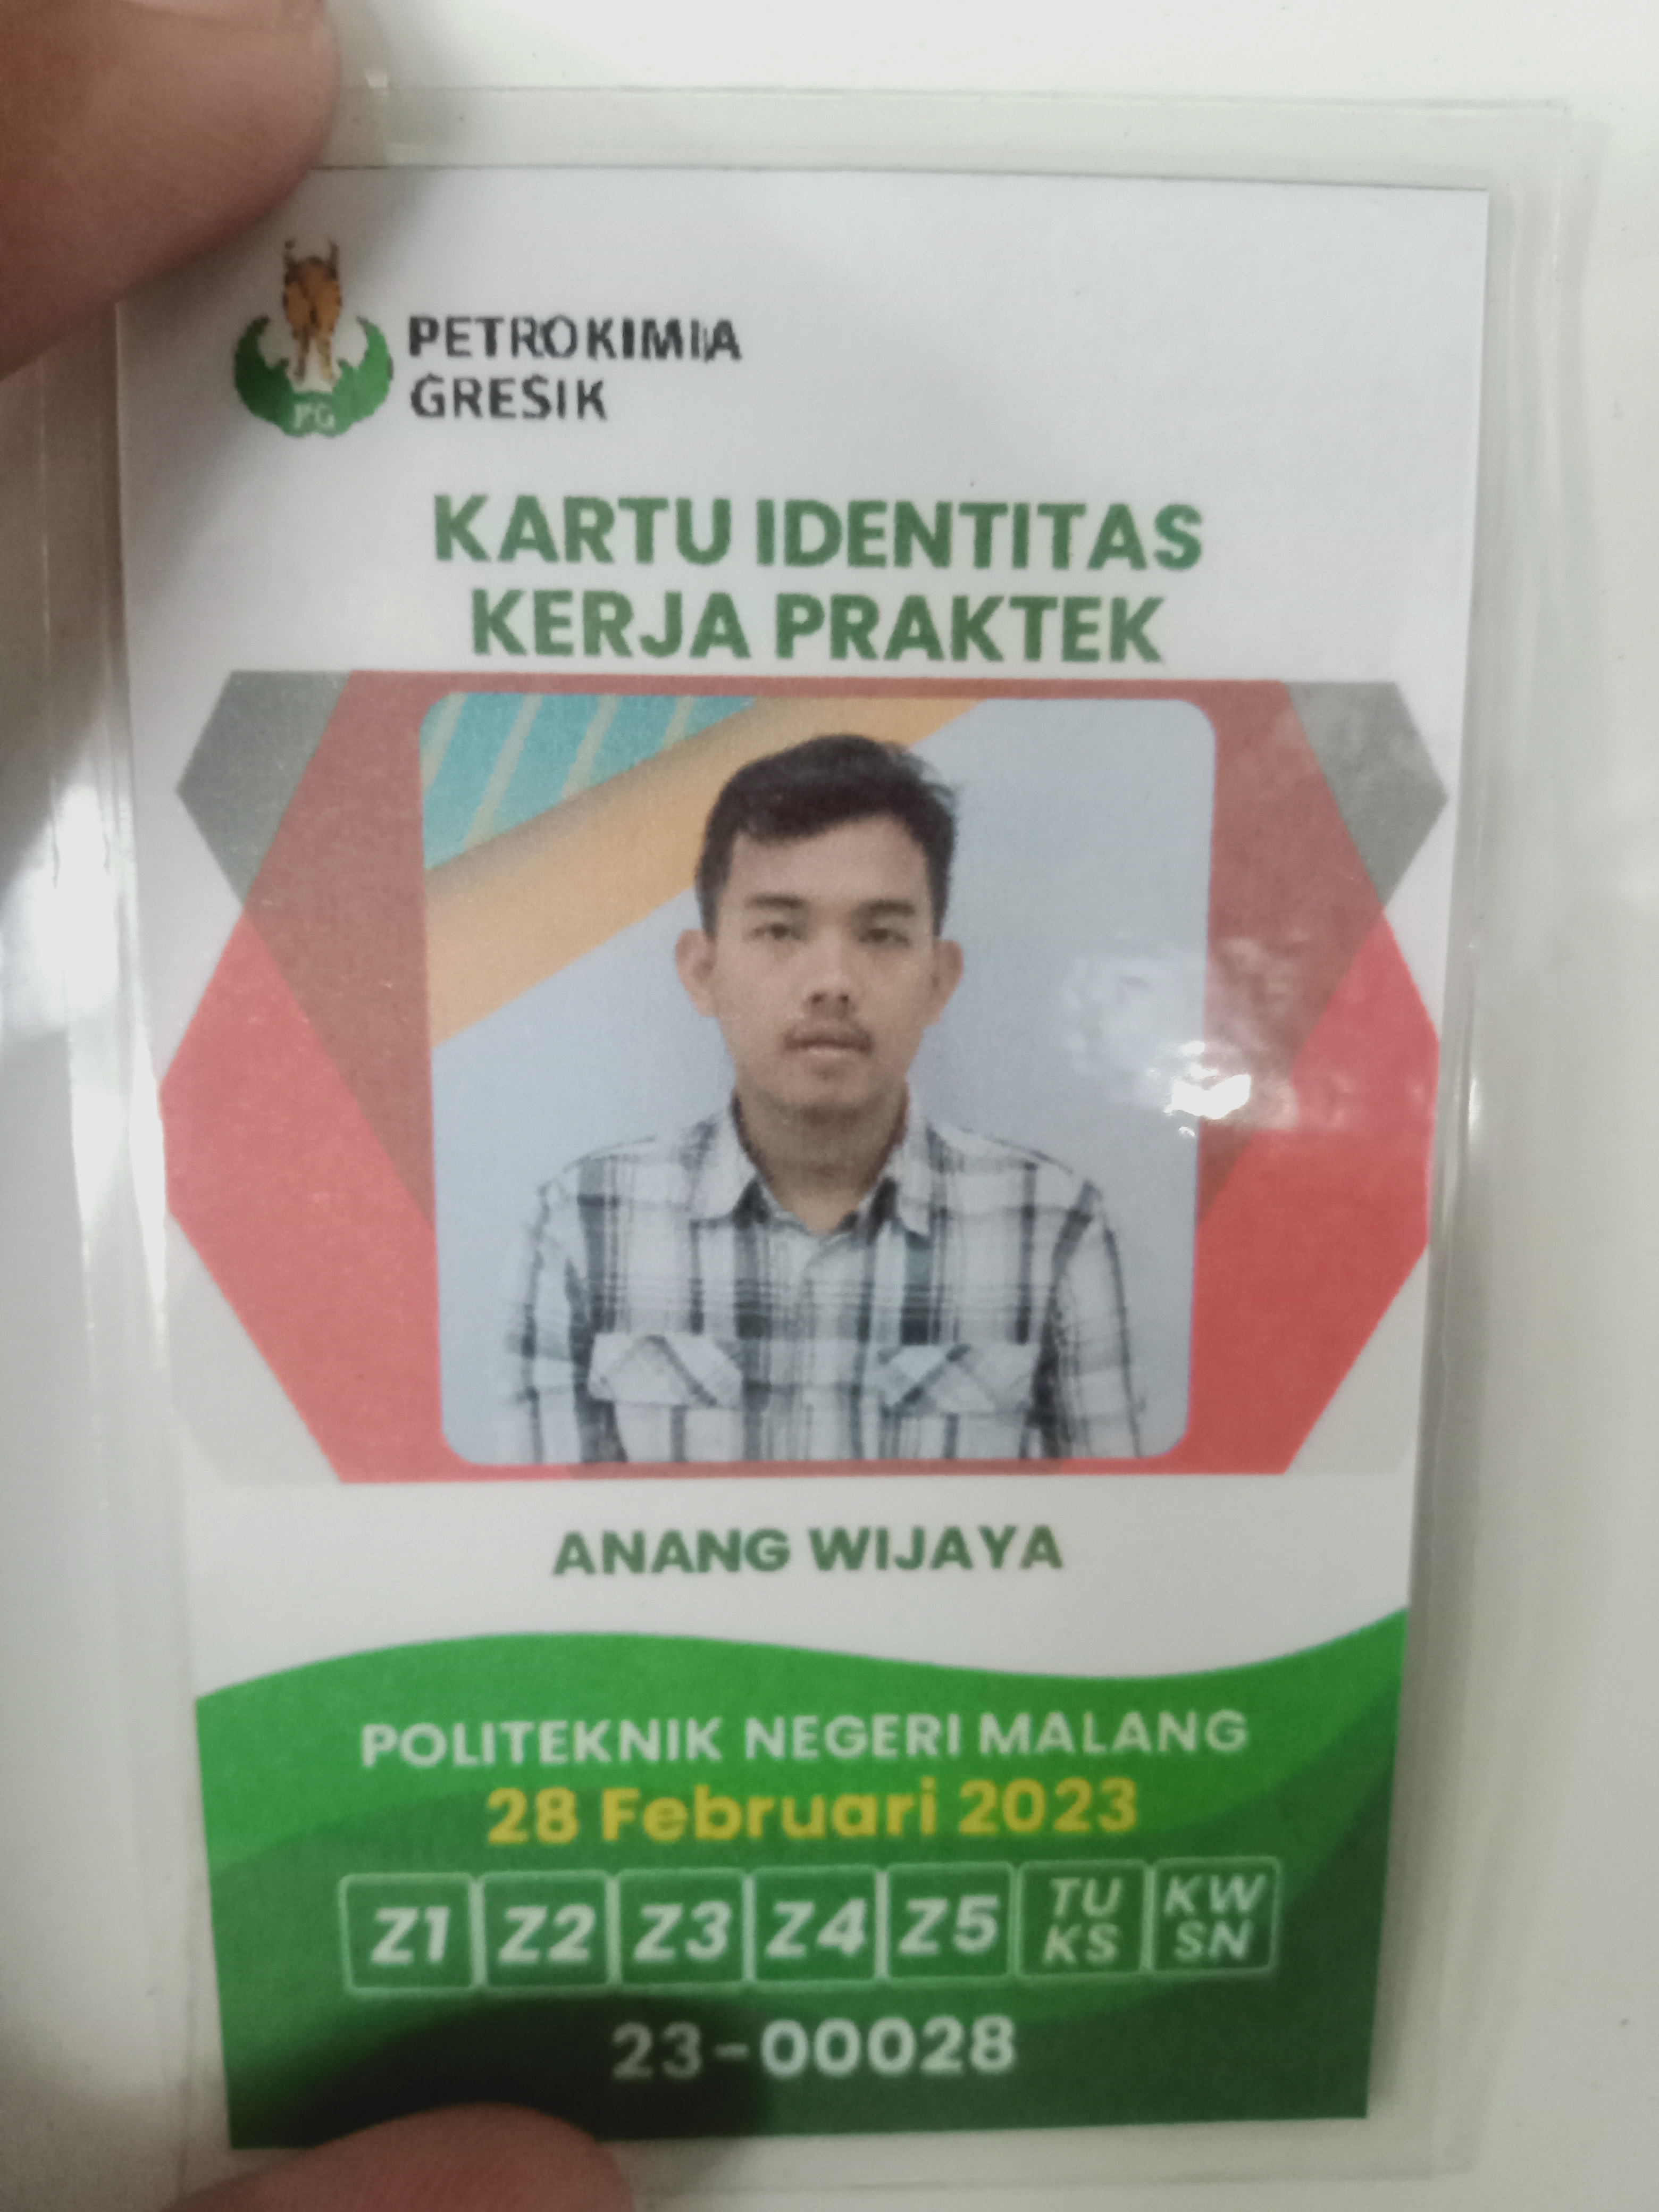 PG
PETROKIMIA
GRESIK
KARTU IDENTITAS
KERJA PRAKTEK
ANANG WIJAYA
POLITEKNIK NEGERI MALANG
28 Februari 2023
Z1 Z2 Z3 Z4 Z5 TU KS KW SN
23-00028